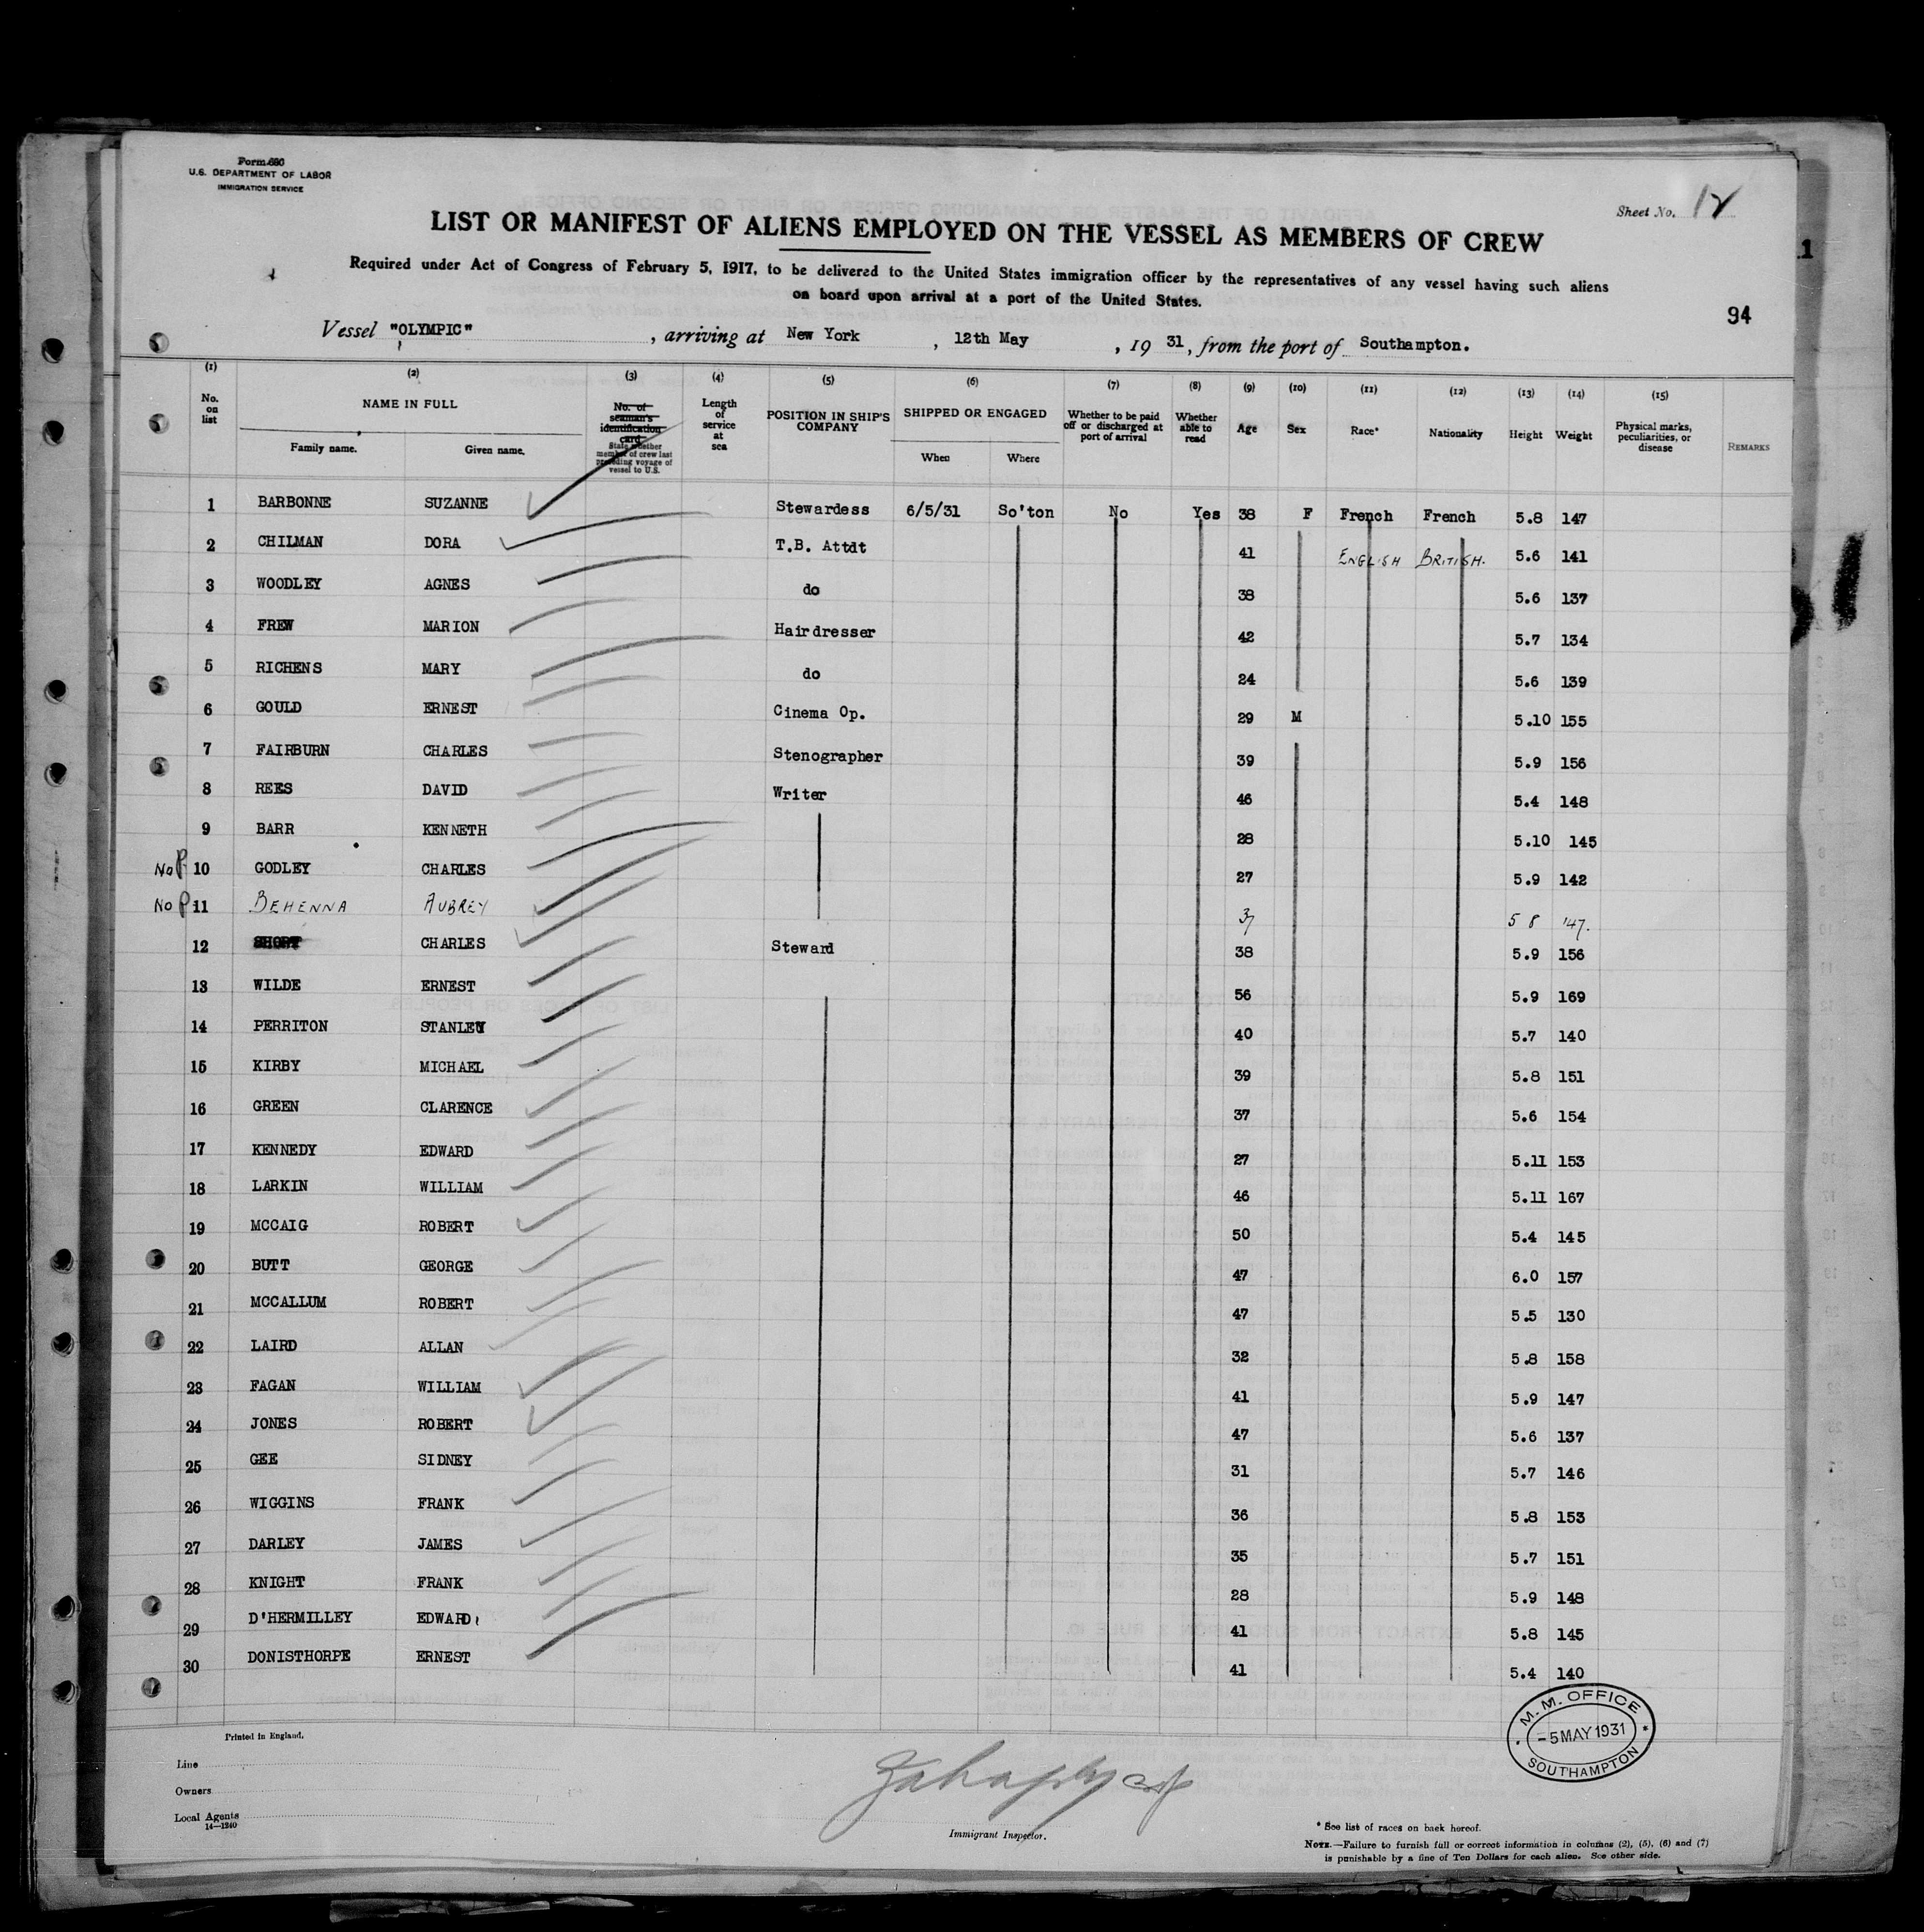 Form 680
U.S. DEPARTMENT OF LABOR
IMMIGRATION SERVICE
Sheet No. 12
LIST OR MANIFEST OF ALIENS EMPLOYED ON THE VESSEL AS MEMBERS OF CREW
Required under Act of Congress of February 5, 1917, to be delivered to the United States immigration officer by the representatives of any vessel having such aliens
on board upon arrival at a port of the United States.
94
Vessel "OLYMPIC", arriving at New York, 12th May, 1931, from the port of Southampton.
(1) (2) (3) (4) (5) (6) (7) (8) (9) (10) (11) (12) (13) (14) (15)
No. on list
NAME IN FULL
Family name. Given name.
No. of seaman's identification card
State whether member of crew last preceding voyage of vessel to U.S.
Length of service at sea
POSITION IN SHIP'S COMPANY
SHIPPED OR ENGAGED
When Where
Whether to be paid off or discharged at port of arrival
Whether able to read
Age Sex Race* Nationality Height Weight
Physical marks, peculiarities, or disease
REMARKS
1 BARBONNE SUZANNE Stewardess 6/5/31 So'ton No Yes 38 F French French 5.8 147
2 CHILMAN DORA T.B. Attdt 41 ENGLISH BRITISH. 5.6 141
3 WOODLEY AGNES do 38 5.6 137
4 FREW MARION Hairdresser 42 5.7 134
5 RICHENS MARY do 24 5.6 139
6 GOULD ERNEST Cinema Op. 29 M 5.10 155
7 FAIRBURN CHARLES Stenographer 39 5.9 156
8 REES DAVID Writer 46 5.4 148
9 BARR KENNETH 28 5.10 145
No P 10 GODLEY CHARLES 27 5.9 142
No P 11 BEHENNA AUBREY 37 5 8 147.
12 SHORT CHARLES Steward 38 5.9 156
13 WILDE ERNEST 56 5.9 169
14 PERRITON STANLEY 40 5.7 140
15 KIRBY MICHAEL 39 5.8 151
16 GREEN CLARENCE 37 5.6 154
17 KENNEDY EDWARD 27 5.11 153
18 LARKIN WILLIAM 46 5.11 167
19 MCCAIG ROBERT 50 5.4 145
20 BUTT GEORGE 47 6.0 157
21 MCCALLUM ROBERT 47 5.5 130
22 LAIRD ALLAN 32 5.8 158
23 FAGAN WILLIAM 41 5.9 147
24 JONES ROBERT 47 5.6 137
25 GEE SIDNEY 31 5.7 146
26 WIGGINS FRANK 36 5.8 153
27 DARLEY JAMES 35 5.7 151
28 KNIGHT FRANK 28 5.9 148
29 D'HERMILLEY EDWARD 41 5.8 145
30 DONISTHORPE ERNEST 41 5.4 140
M.M. OFFICE
-5 MAY 1931
SOUTHAMPTON
Printed in England.
Line
Owners
Local Agents
14—1240
Immigrant Inspector.
* See list of races on back hereof.
NOTE.—Failure to furnish full or correct information in columns (2), (5), (6) and (7)
is punishable by a fine of Ten Dollars for each alien. See other side.